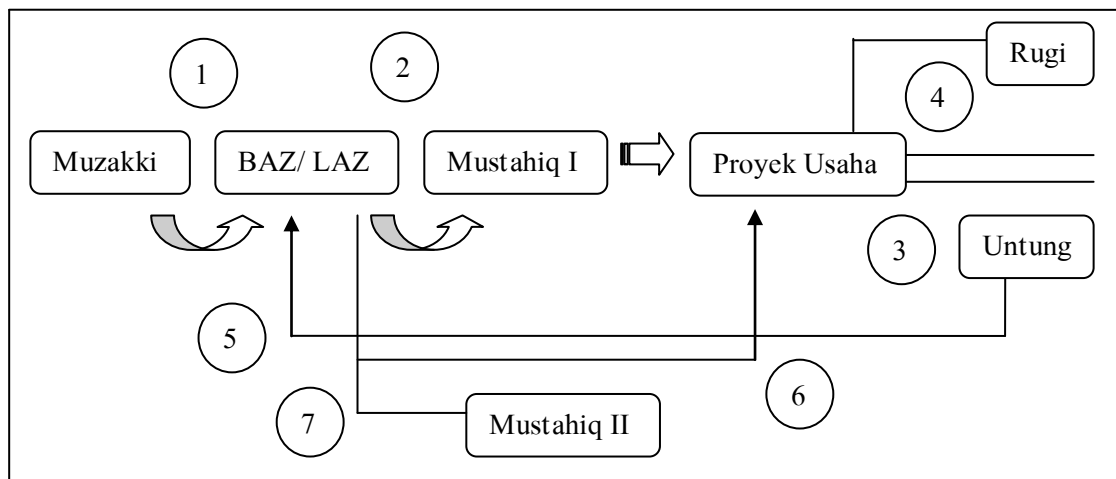 1
2
Rugi
4
Muzakki
BAZ/ LAZ
Mustahiq I
Proyek Usaha
3
Untung
5
6
7
Mustahiq II